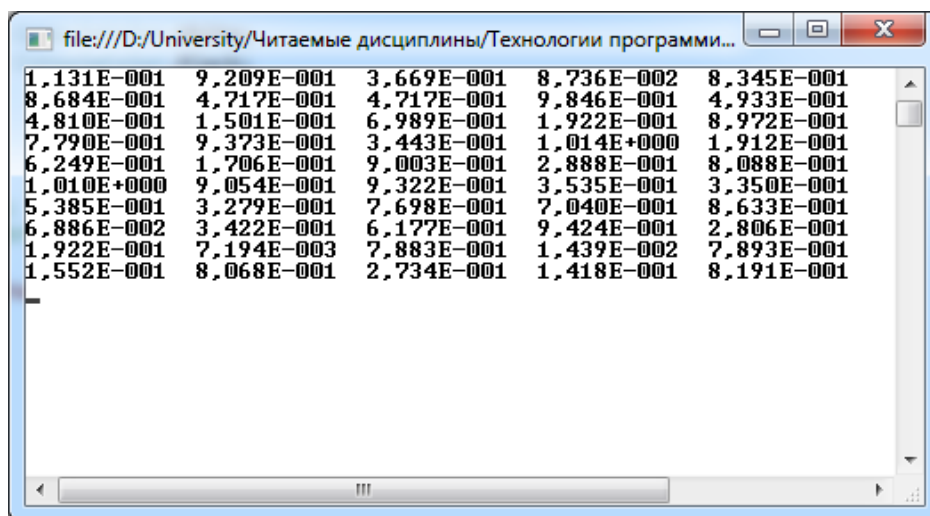 file:///D:/University/Читаемые дисциплины/Технологии программи...
1,131E-001 9,209E-001 3,669E-001 8,736E-002 8,345E-001
8,684E-001 4,717E-001 4,717E-001 9,846E-001 4,933E-001
4,810E-001 1,501E-001 6,989E-001 1,922E-001 8,972E-001
7,790E-001 9,373E-001 3,443E-001 1,014E+000 1,912E-001
6,249E-001 1,706E-001 9,003E-001 2,888E-001 8,088E-001
1,010E+000 9,054E-001 9,322E-001 3,535E-001 3,350E-001
5,385E-001 3,279E-001 7,698E-001 7,040E-001 8,633E-001
6,886E-002 3,422E-001 6,177E-001 9,424E-001 2,806E-001
1,922E-001 7,194E-003 7,883E-001 1,439E-002 7,893E-001
1,552E-001 8,068E-001 2,734E-001 1,418E-001 8,191E-001